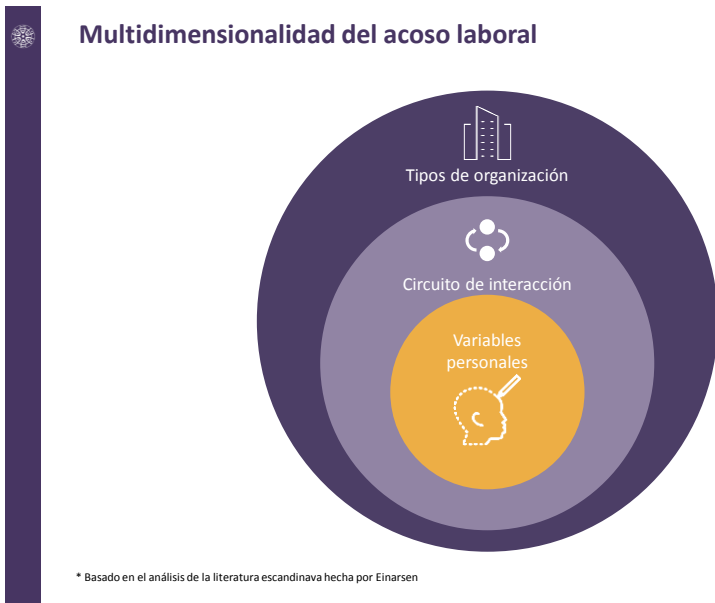 Multidimensionalidad del acoso laboral
Tipos de organización
Circuito de interacción
Variables
personales
* Basado en el análisis de la literatura escandinava hecha por Einarsen